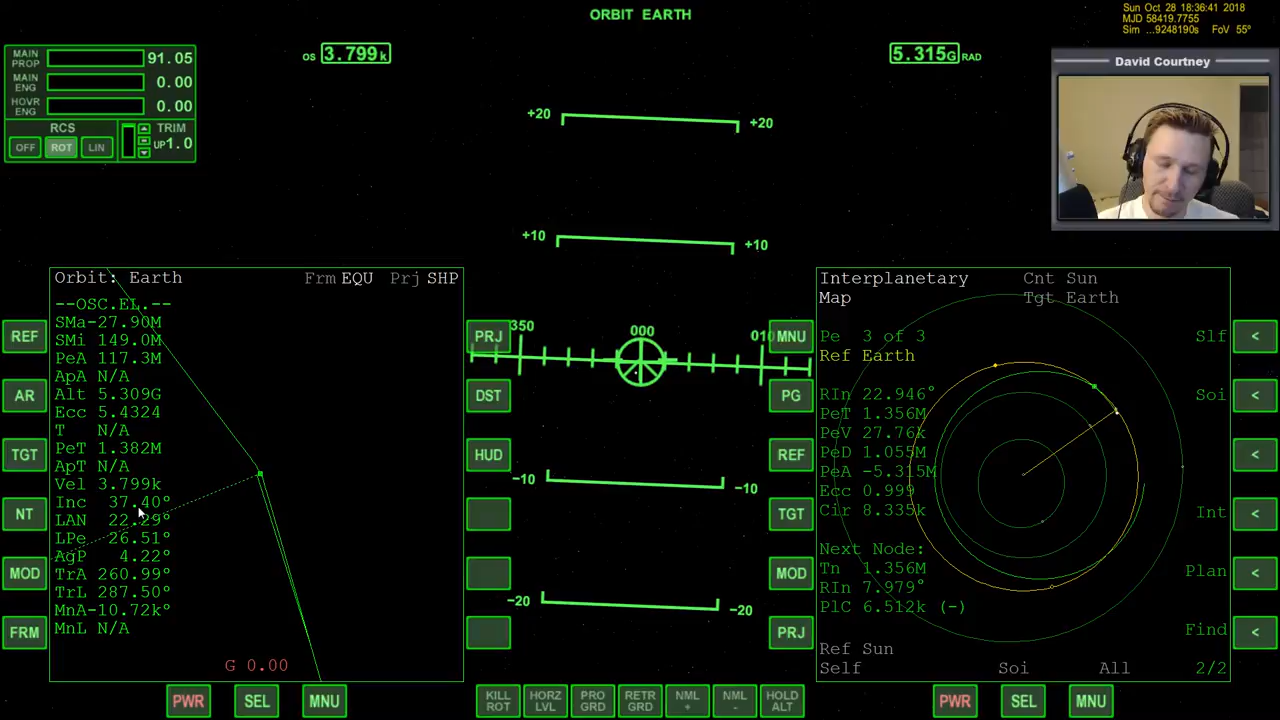 ORBIT EARTH
Sun Oct 28 18:36:41 2018
MJD 58419.7755
Sim ...9248190s FoV 55°
MAIN PROP 91.05
MAIN ENG 0.00
HOVR ENG 0.00
RCS TRIM
UP 1.0
OFF ROT LIN
OS 3.799k
5.315G RAD
David Courtney
+20 +20
+10 +10
350 000 010
-10 -10
-20 -20
Orbit: Earth Frm EQU Prj SHP
--OSC.EL.--
SMa-27.90M
SMi 149.0M
PeA 117.3M
ApA N/A
Alt 5.309G
Ecc 5.4324
T N/A
PeT 1.382M
ApT N/A
Vel 3.799k
Inc 37.40°
LAN 22.29°
LPe 26.51°
AgP 4.22°
TrA 260.99°
TrL 287.50°
MnA-10.72k°
MnL N/A
G 0.00
REF
AR
TGT
NT
MOD
FRM
PRJ
DST
HUD
PWR SEL MNU
KILL ROT
HORZ LVL
PRO GRD
RETR GRD
NML +
NML -
HOLD ALT
MNU
PG
REF
TGT
MOD
PRJ
Interplanetary Cnt Sun
Map Tgt Earth
Pe 3 of 3
Ref Earth
RIn 22.946°
PeT 1.356M
PeV 27.76k
PeD 1.055M
PeA -5.315M
Ecc 0.999
Cir 8.335k
Next Node:
Tn 1.356M
RIn 7.979°
PlC 6.512k (-)
Ref Sun
Self Soi All 2/2
Slf <
Soi <
<
Int <
Plan <
Find <
PWR SEL MNU